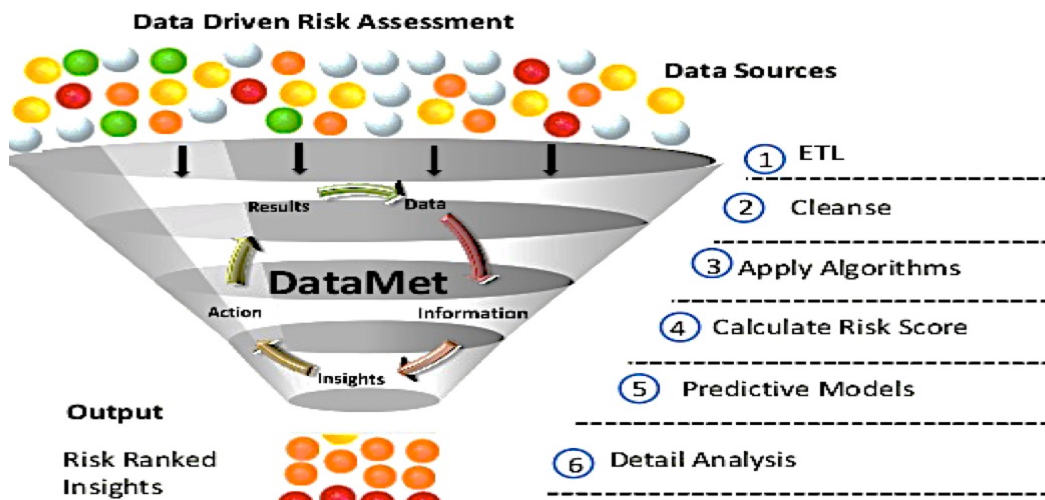 Data Driven Risk Assessment
Data Sources
1 ETL
2 Cleanse
3 Apply Algorithms
4 Calculate Risk Score
5 Predictive Models
6 Detail Analysis
Results
Data
DataMet
Action
Information
Insights
Output
Risk Ranked
Insights